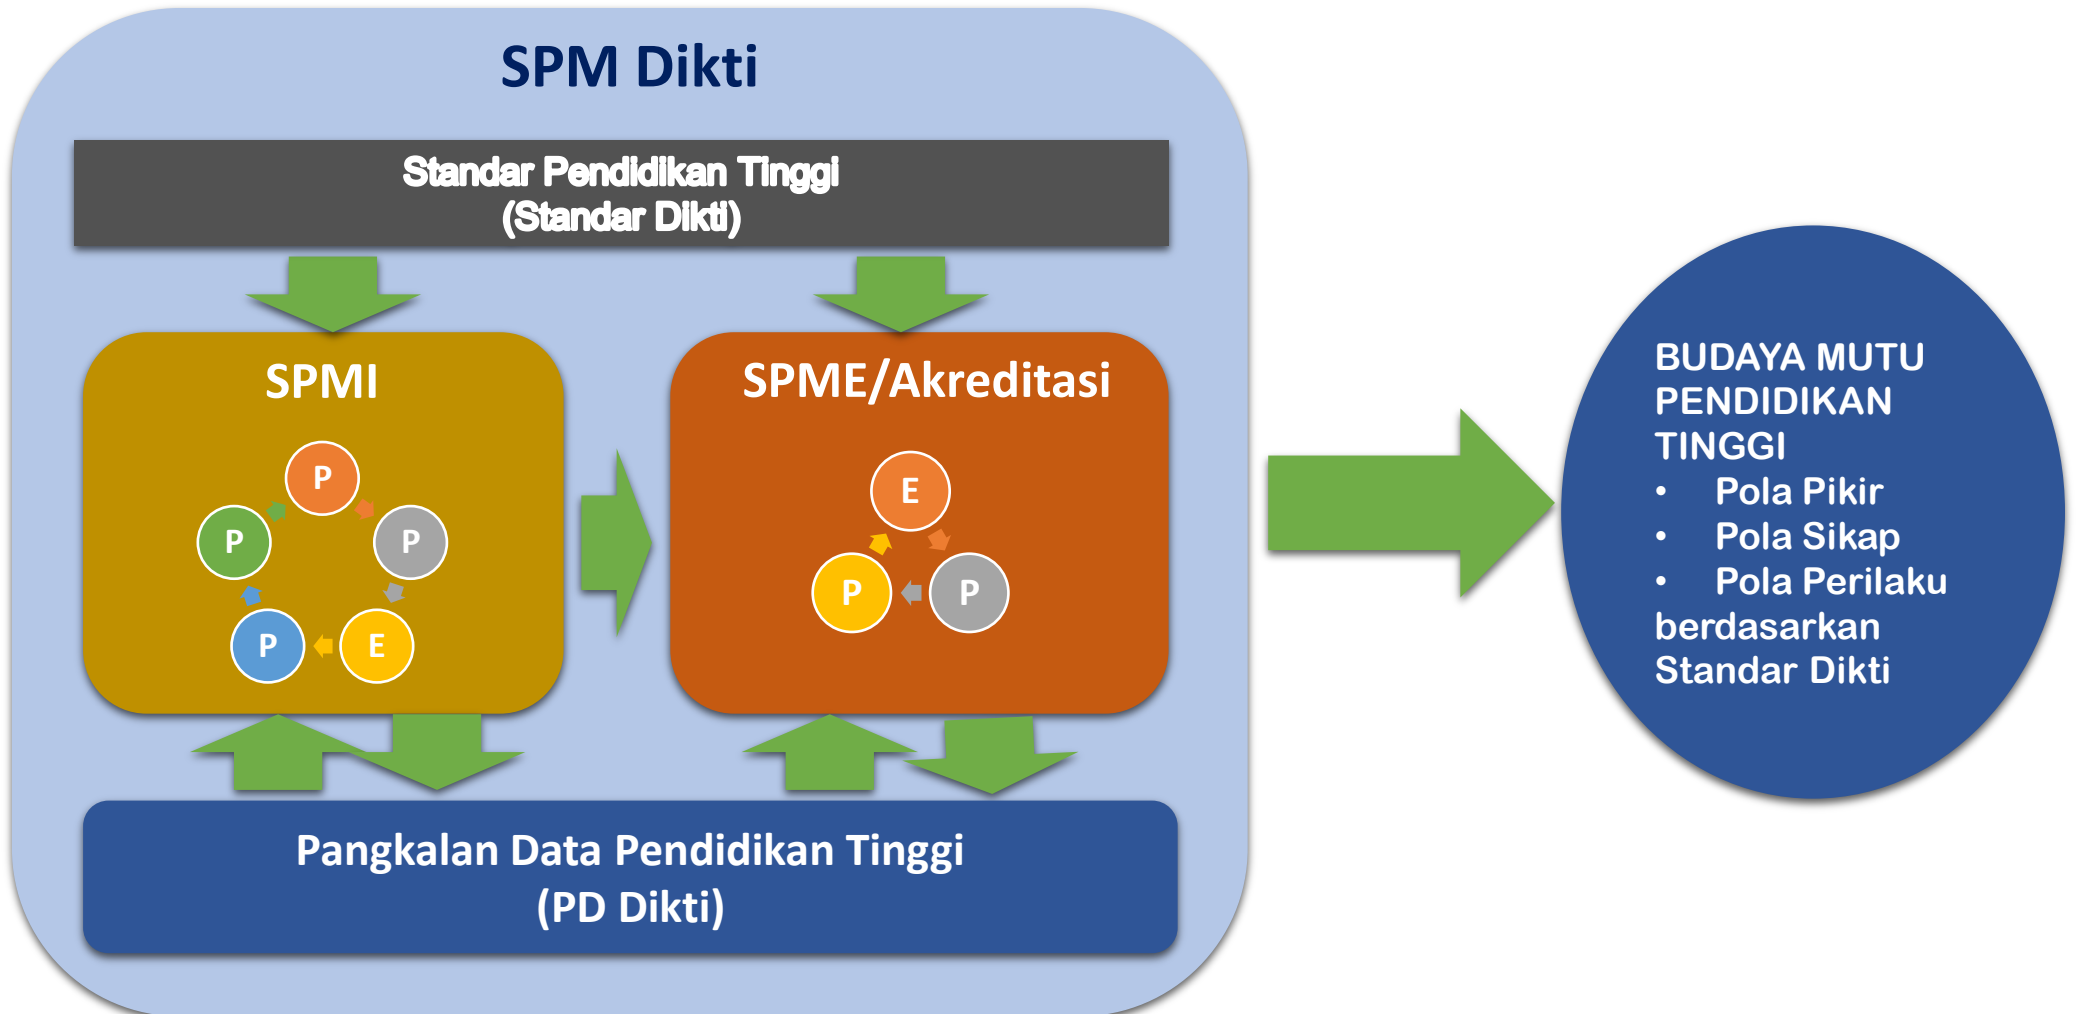 SPM Dikti
Standar Pendidikan Tinggi
(Standar Dikti)
SPMI
P
P
P
P
E
SPME/Akreditasi
E
P
P
Pangkalan Data Pendidikan Tinggi
(PD Dikti)
BUDAYA MUTU
PENDIDIKAN
TINGGI
• Pola Pikir
• Pola Sikap
• Pola Perilaku
berdasarkan
Standar Dikti